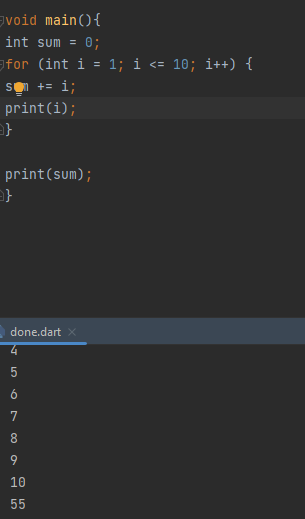 void main(){
int sum = 0;
for (int i = 1; i <= 10; i++) {
sum += i;
print(i);
}
print(sum);
}
done.dart
4
5
6
7
8
9
10
55